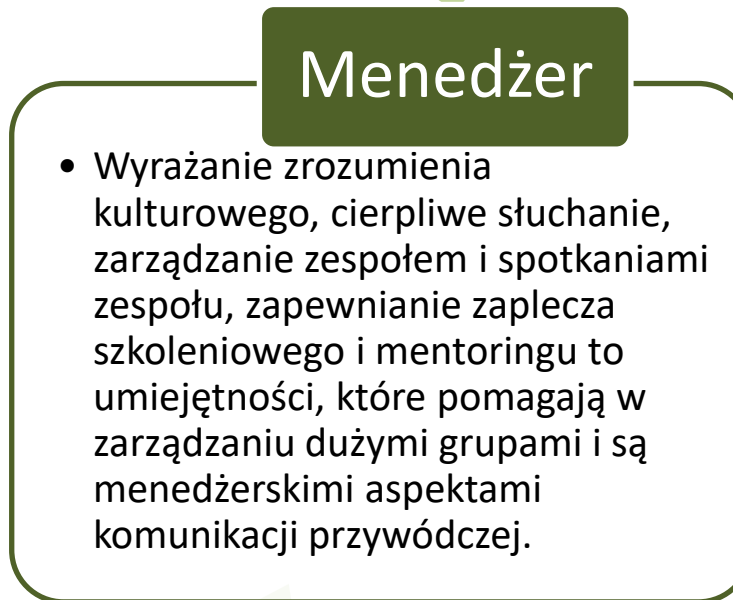 Menedżer
• Wyrażanie zrozumienia
kulturowego, cierpliwe słuchanie,
zarządzanie zespołem i spotkaniami
zespołu, zapewnianie zaplecza
szkoleniowego i mentoringu to
umiejętności, które pomagają w
zarządzaniu dużymi grupami i są
menedżerskimi aspektami
komunikacji przywódczej.